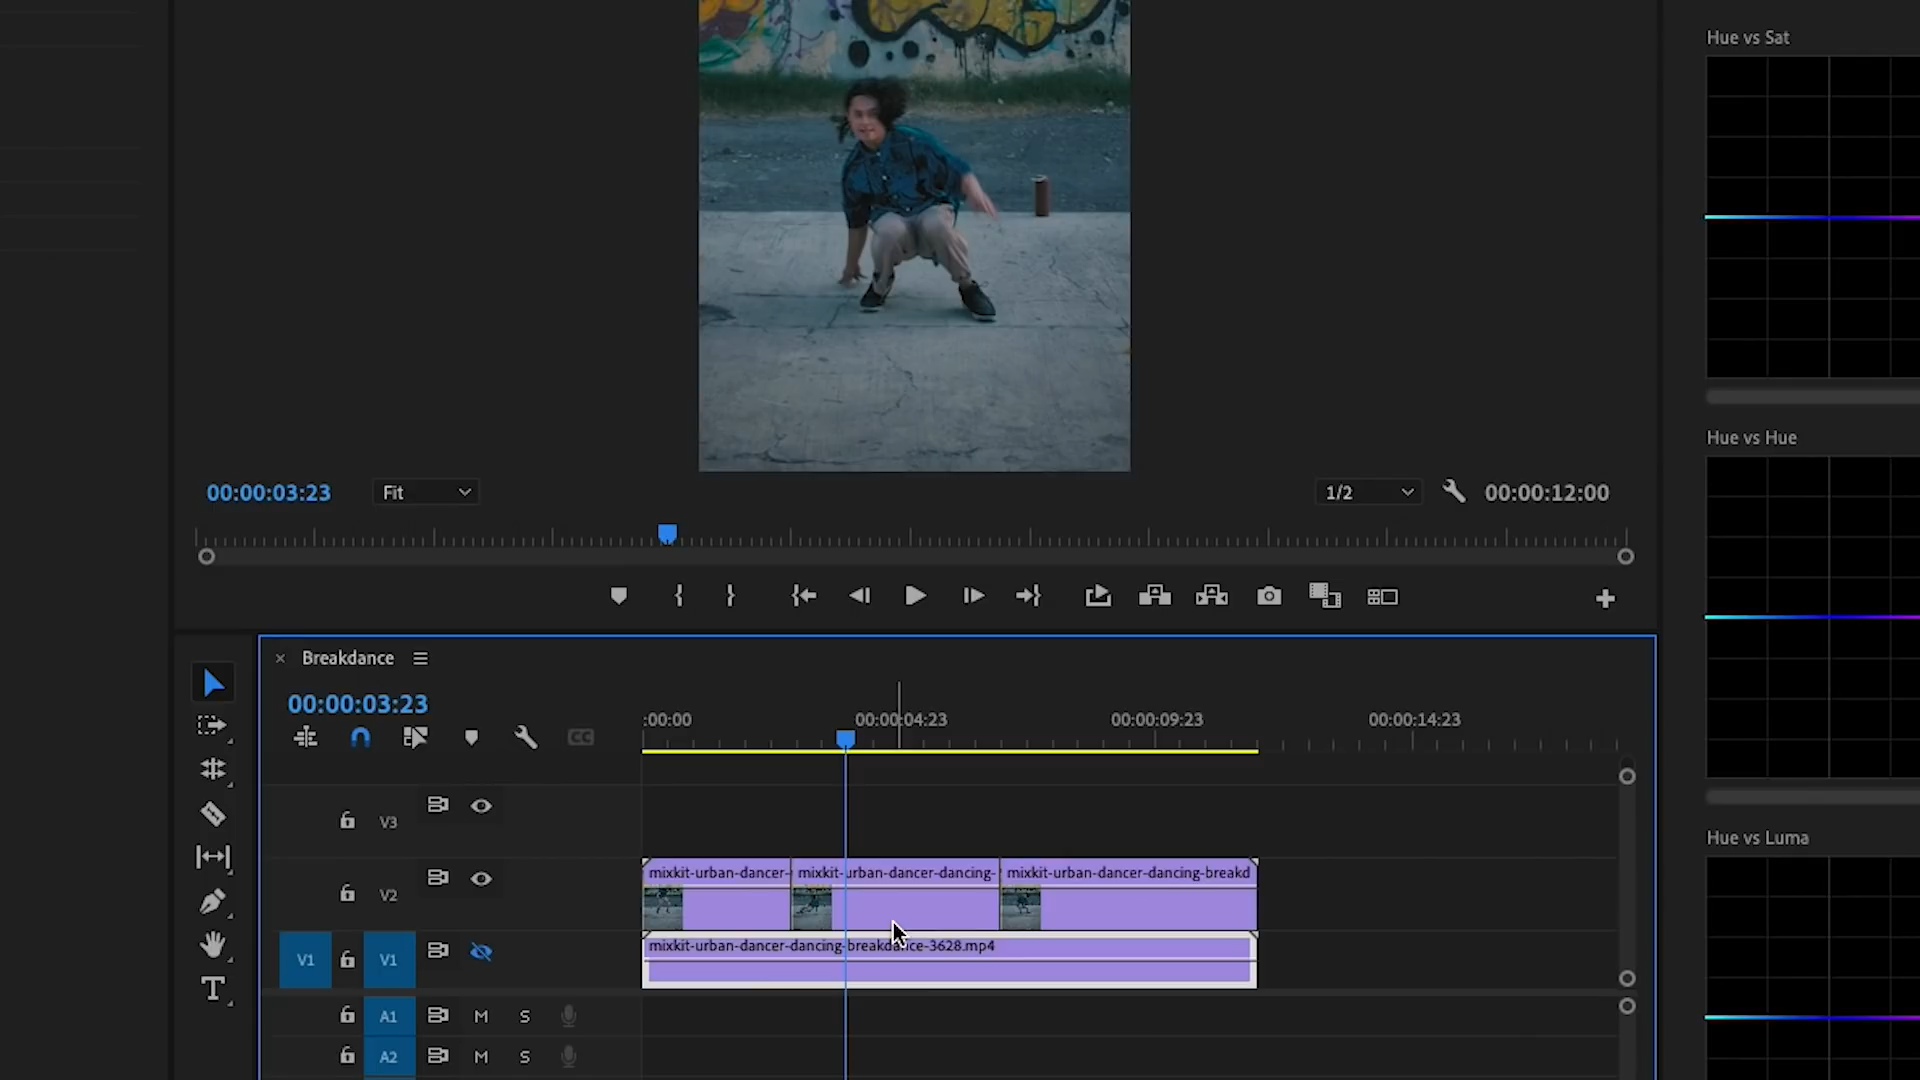 Hue vs Sat
Hue vs Hue
00:00:03:23
Fit
1/2
00:00:12:00
Breakdance
00:00:03:23
CC
:00:00
00:00:04:23
00:00:09:23
00:00:14:23
Hue vs Luma
V3
V2
mixkit-urban-dancer-
mixkit-urban-dancer-dancing-
mixkit-urban-dancer-dancing-breakd
V1
V1
mixkit-urban-dancer-dancing-breakdance-3628.mp4
A1
M
S
A2
M
S